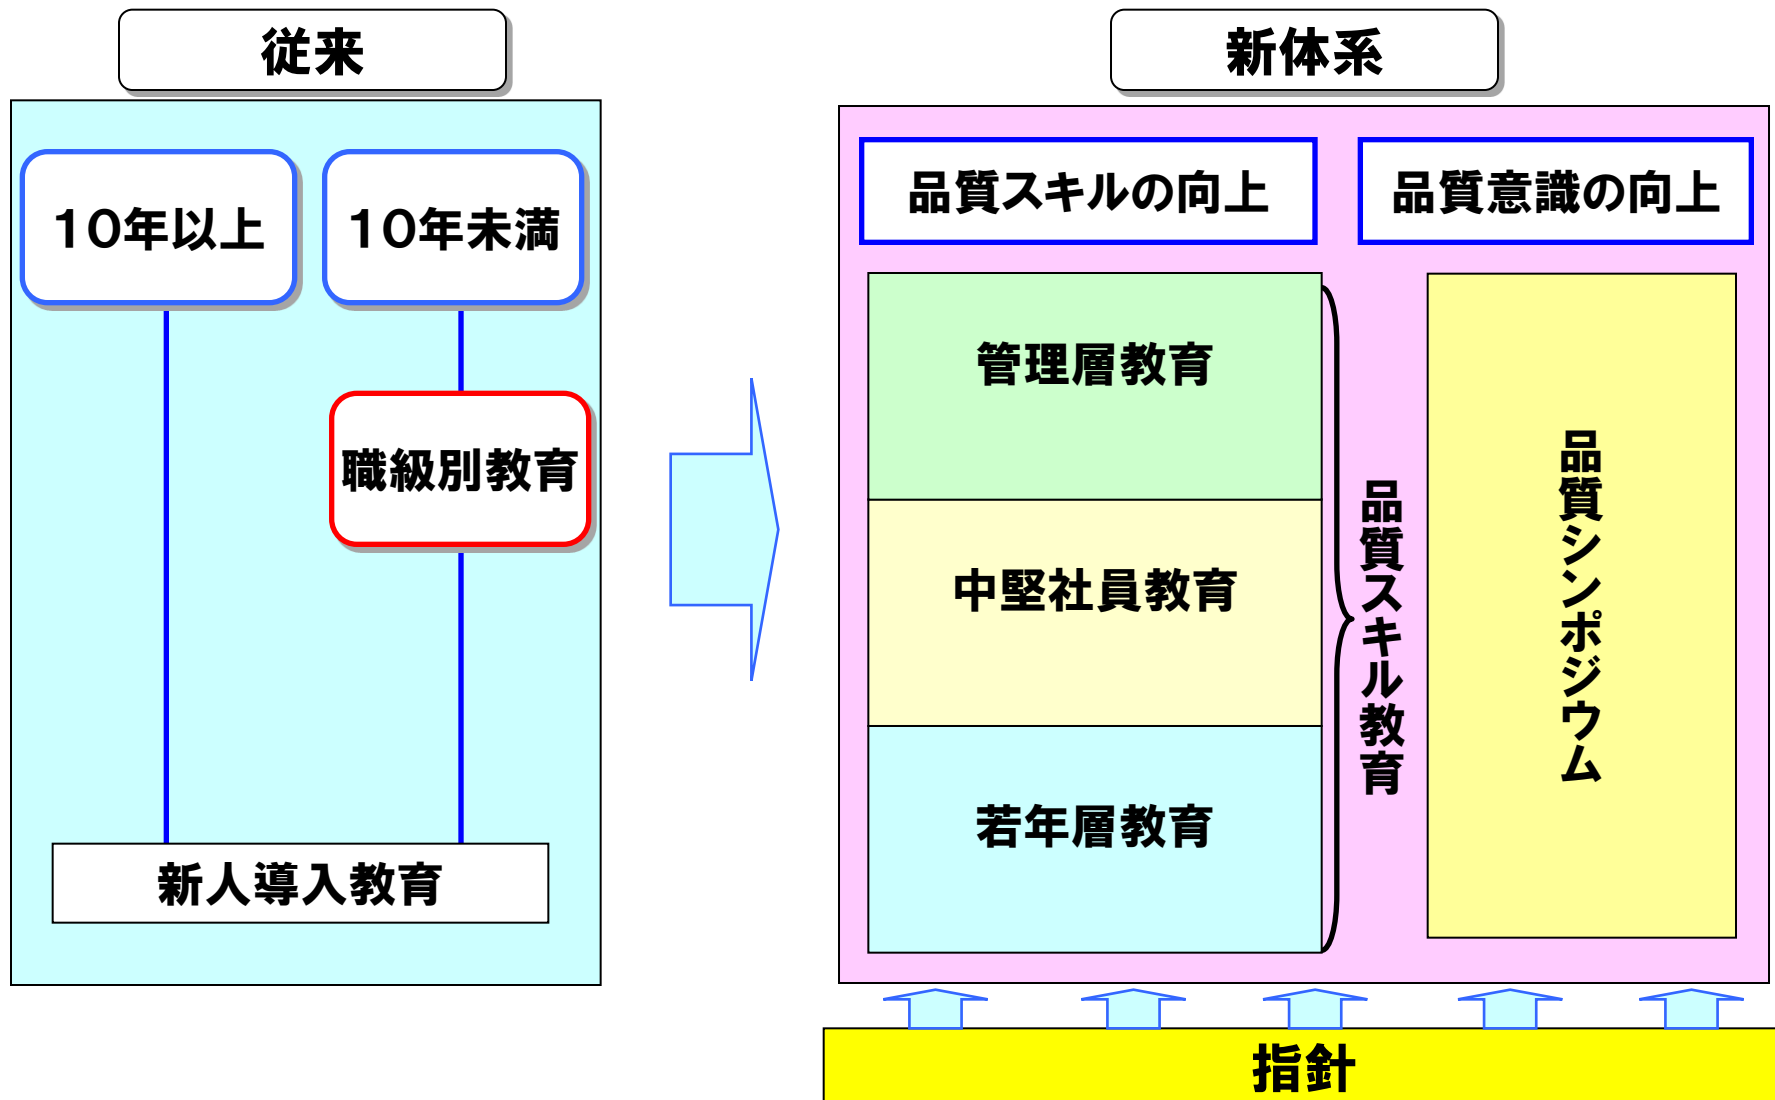 従来
10年以上
10年未満
職級別教育
新人導入教育
新体系
品質スキルの向上
品質意識の向上
管理層教育
中堅社員教育
若年層教育
品質スキル教育
品質シンポジウム
指針